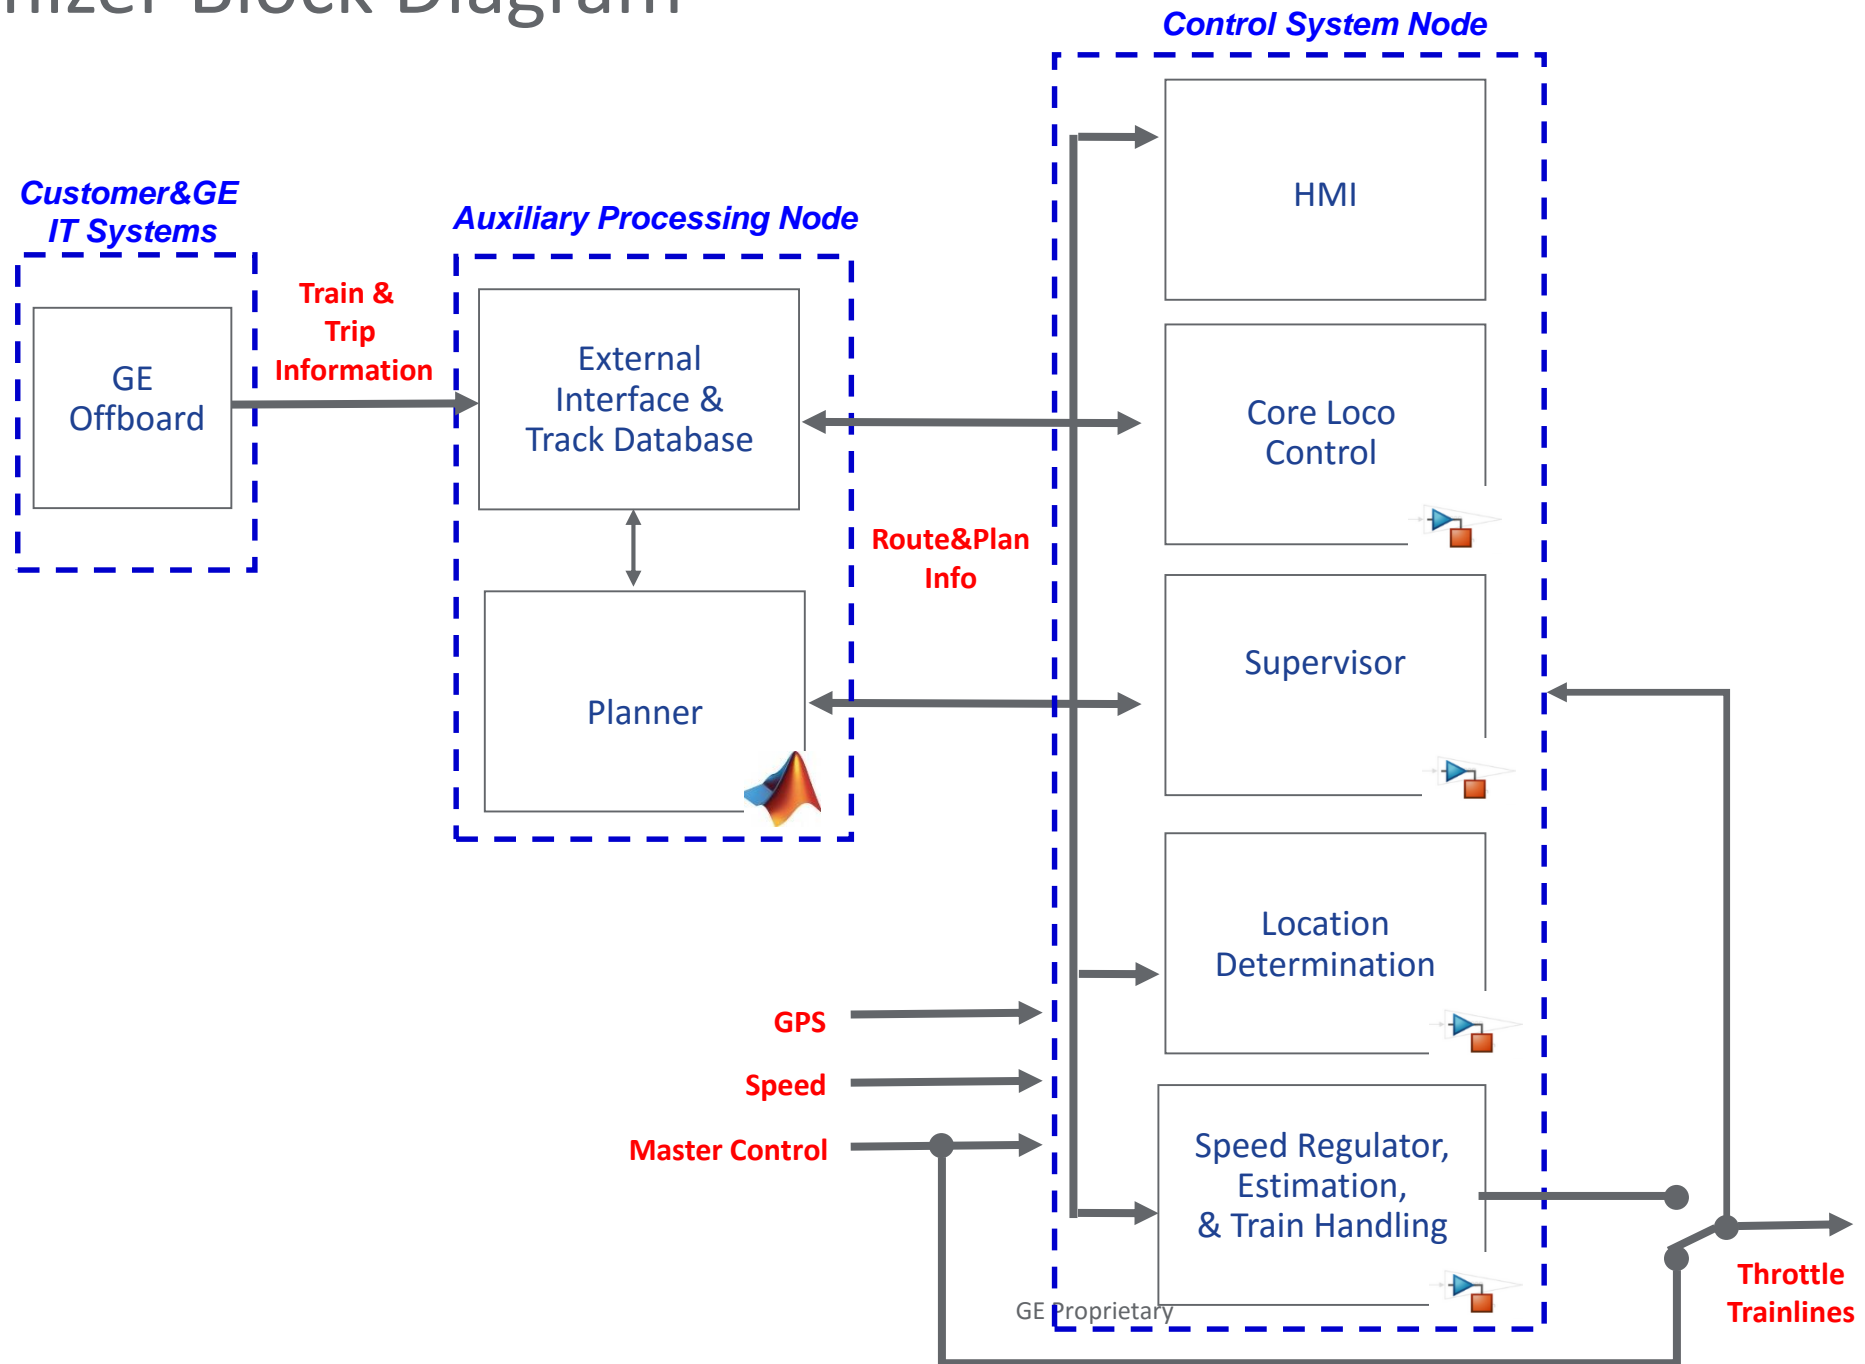 Block Diagram
Control System Node
Customer&GE
IT Systems
Auxiliary Processing Node
HMI
Train &
Trip
Information
GE
Offboard
External
Interface &
Track Database
Core Loco
Control
Route&Plan
Info
Supervisor
Planner
Location
Determination
GPS
Speed
Master Control
Speed Regulator,
Estimation,
& Train Handling
Throttle
Trainlines
GE Proprietary